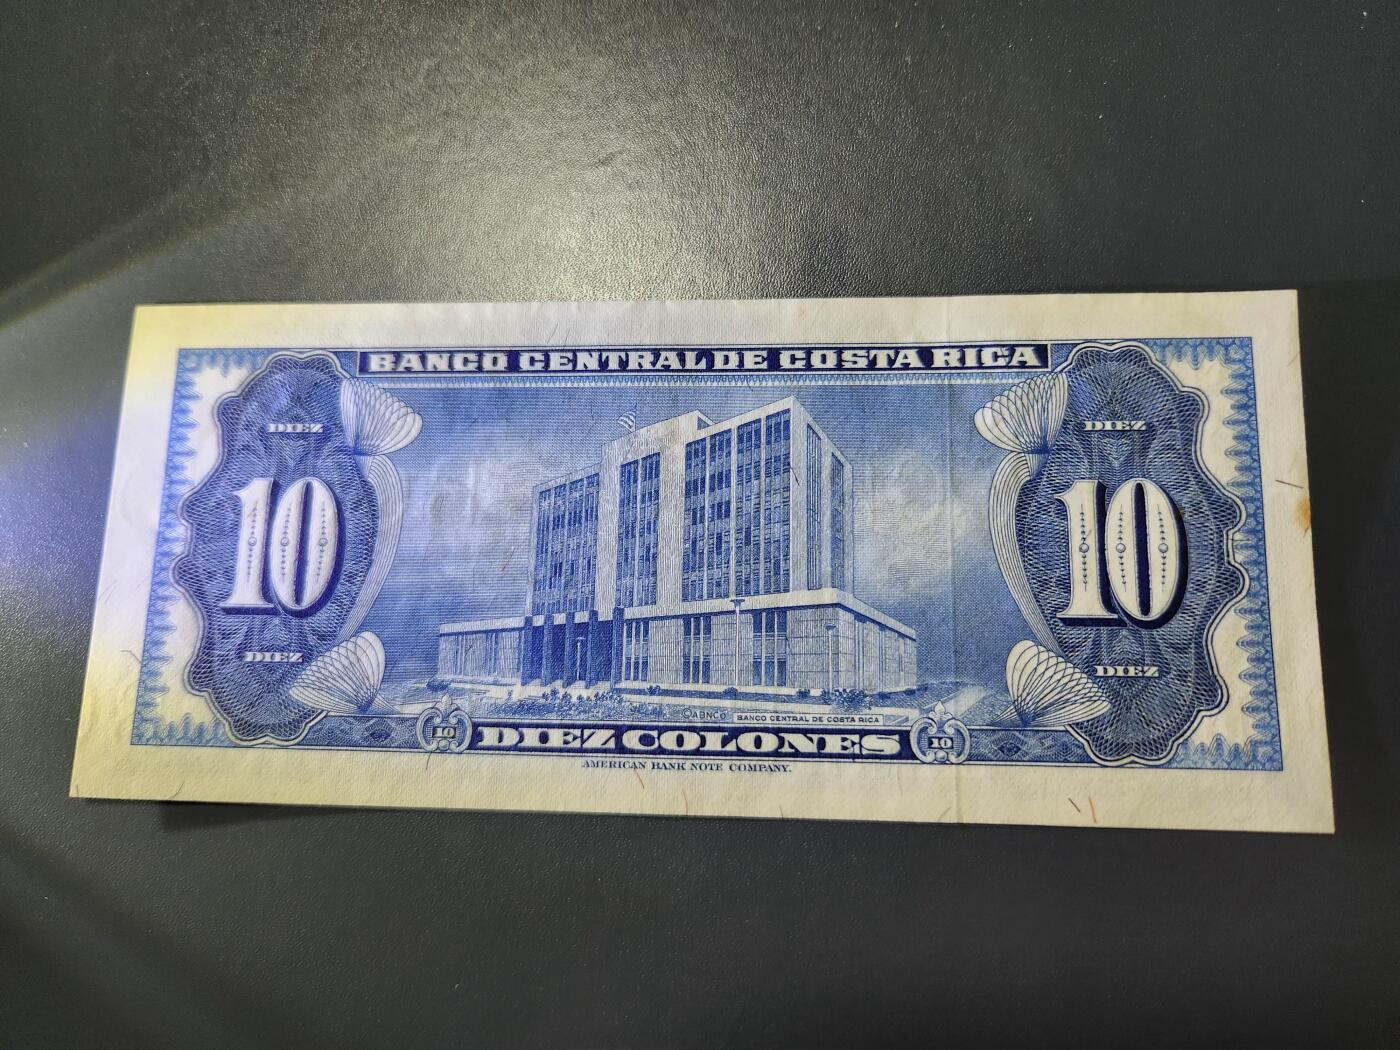 BANCO CENTRAL DE COSTA RICA
DIEZ
DIEZ
10
10
DIEZ
DIEZ
©ABNCO
BANCO CENTRAL DE COSTA RICA
10
DIEZ COLONES
10
AMERICAN BANK NOTE COMPANY.